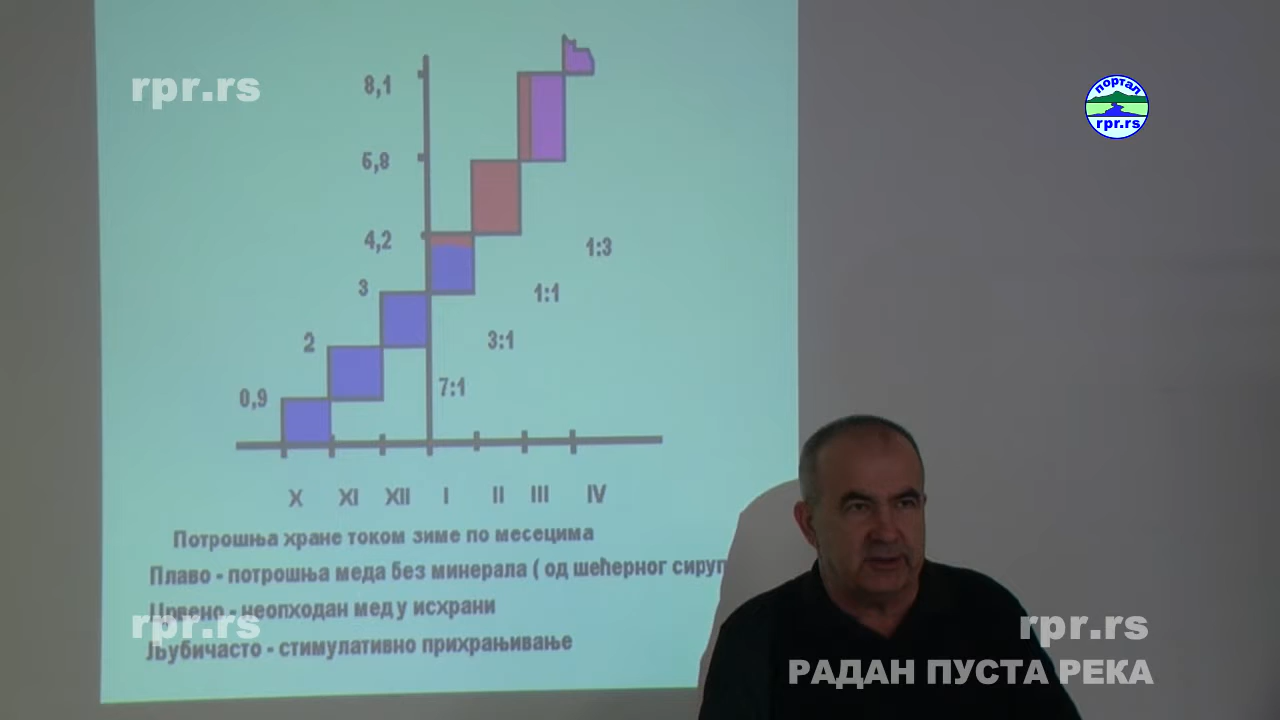 rpr.rs
портал
rpr.rs
8,1
6,8
4,2
3
2
0,9
1:3
1:1
3:1
7:1
X XI XII I II III IV
Потрошња хране током зиме по месецима
Плаво - потрошња меда без минерала ( од шећерног сируп
Црвено - неопходан мед у исхрани
Љубичасто - стимулативно прихрањивање
rpr.rs
rpr.rs
РАДАН ПУСТА РЕКА